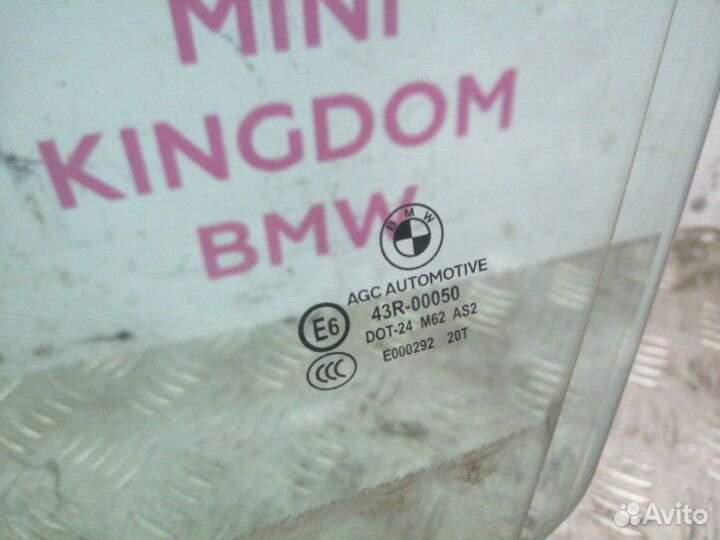 MINI
KINGDOM
BMW
BMW
AGC AUTOMOTIVE
E6
43R-00050
DOT-24 M62 AS2
E000292 20T
CCC
Avito